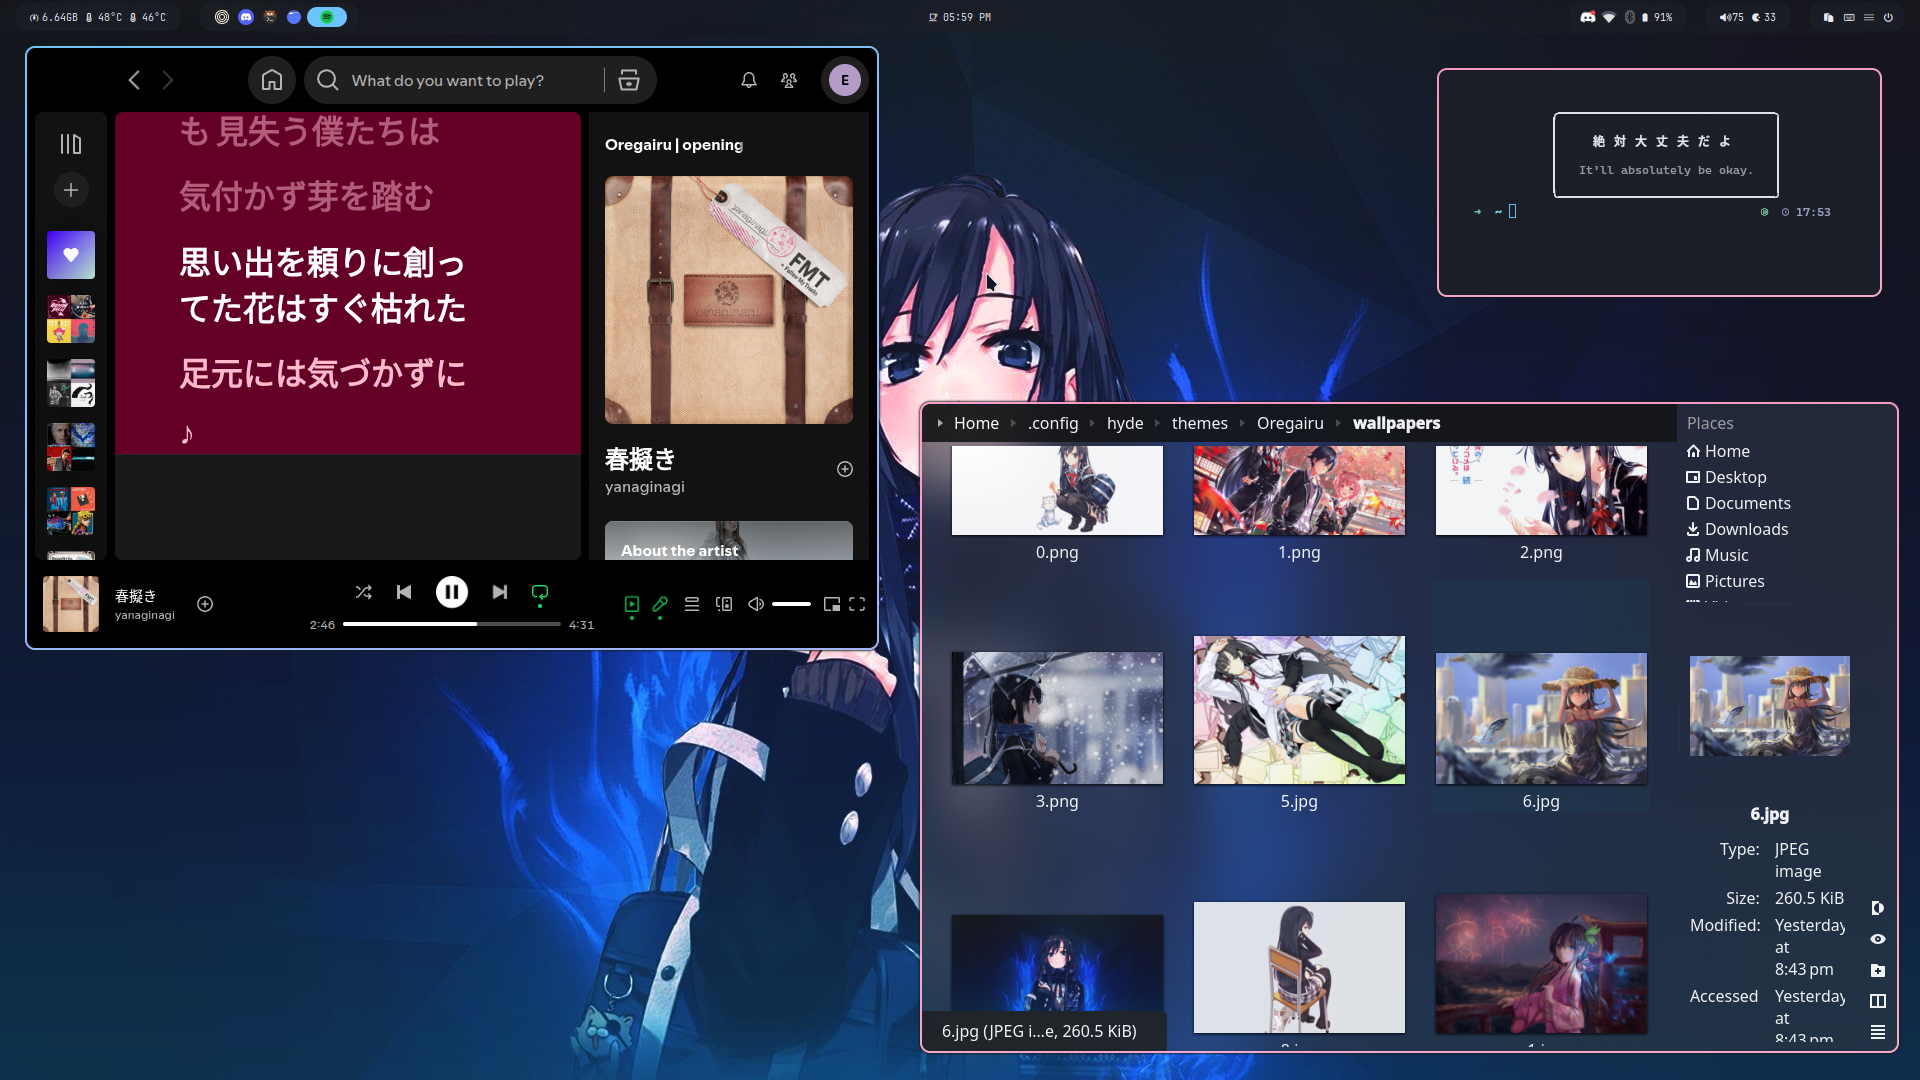 6.64GB 48°C 46°C
05:59 PM
91%
75 33
What do you want to play?
E
も 見失う僕たちは
気付かず芽を踏む
思い出を頼りに創っ
てた花はすぐ枯れた
足元には気づかずに
♪
Oregairu | opening
yanaginagi
FMT
Follow My Tracks
yanaginagi
春擬き
yanaginagi
About the artist
春擬き
yanaginagi
2:46
4:31
絶対大丈夫だよ
It'll absolutely be okay.
→ ~
17:53
Home .config hyde themes Oregairu wallpapers
0.png
1.png
2.png
3.png
5.jpg
6.jpg
6.jpg (JPEG i...e, 260.5 KiB)
Places
Home
Desktop
Documents
Downloads
Music
Pictures
6.jpg
Type: JPEG
image
Size: 260.5 KiB
Modified: Yesterday
at
8:43 pm
Accessed Yesterday
at
8:43 pm